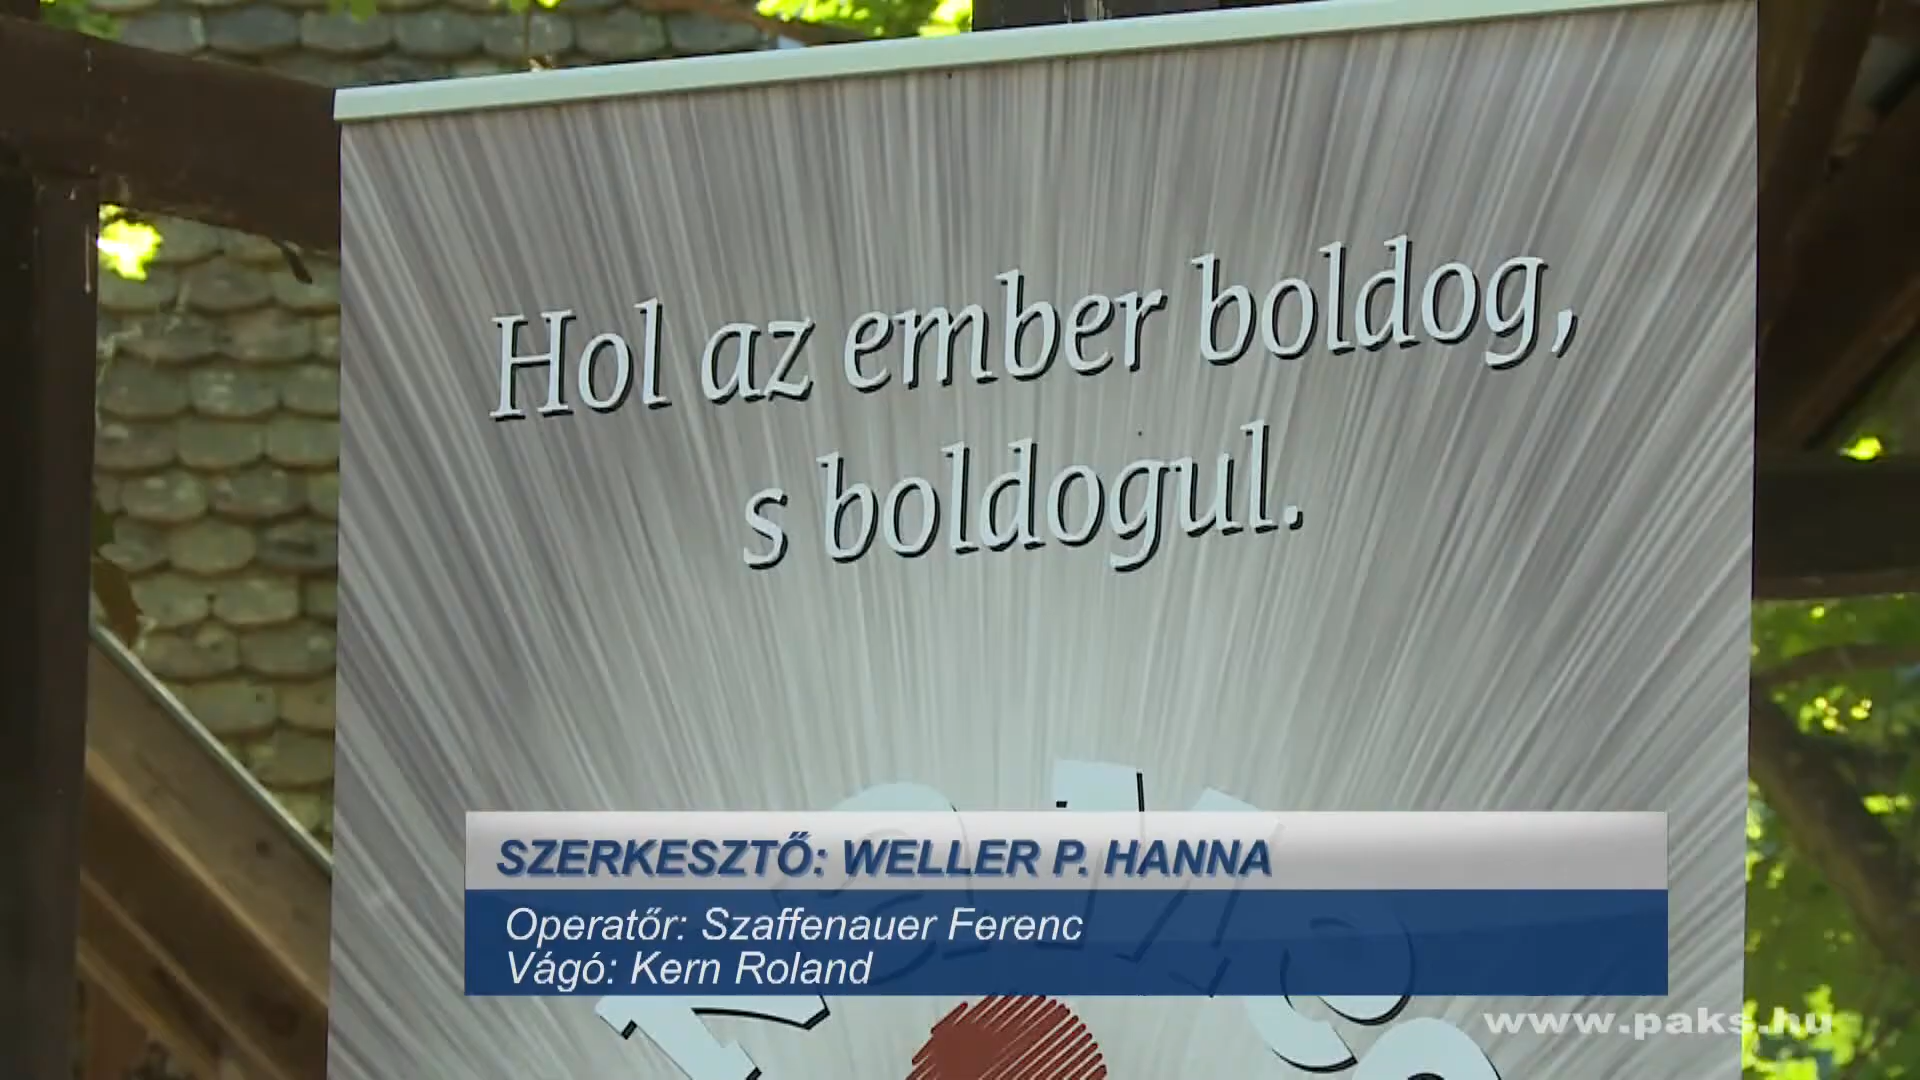 Hol az ember boldog,
s boldogul.
SZERKESZTŐ: WELLER P. HANNA
Operatőr: Szaffenauer Ferenc
Vágó: Kern Roland
www.paks.hu